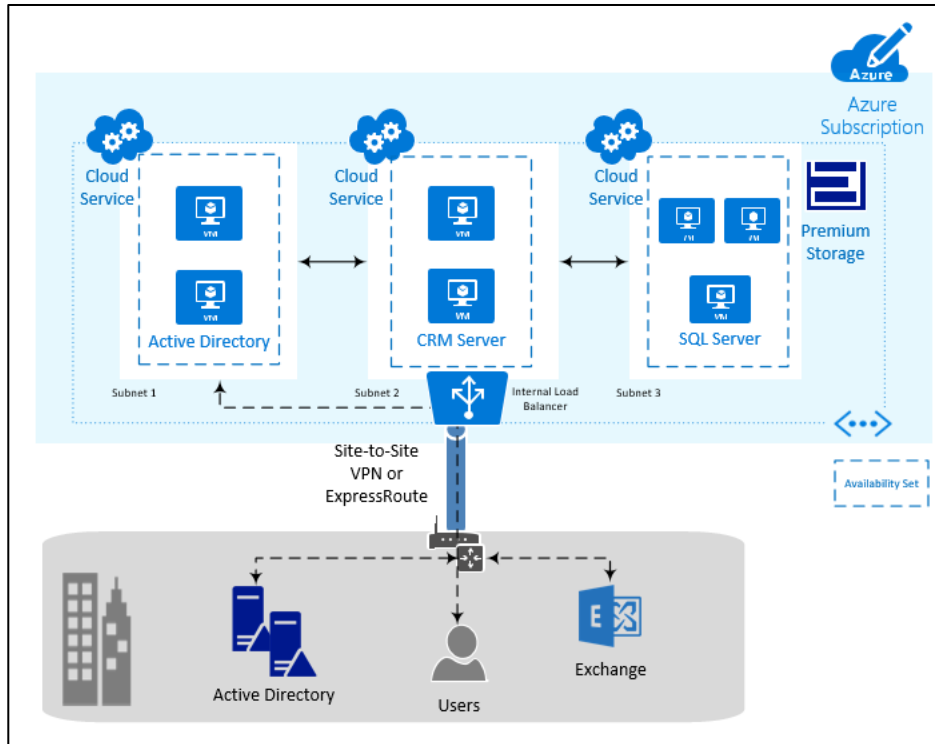 Azure
Azure
Subscription
Cloud
Service
Cloud
Service
Cloud
Service
VM
VM
VM
VM
VM
Premium
Storage
Active Directory
CRM Server
SQL Server
Subnet 1
Subnet 2
Internal Load
Balancer
Subnet 3
Site-to-Site
VPN or
ExpressRoute
Availability Set
E
Active Directory
Users
Exchange